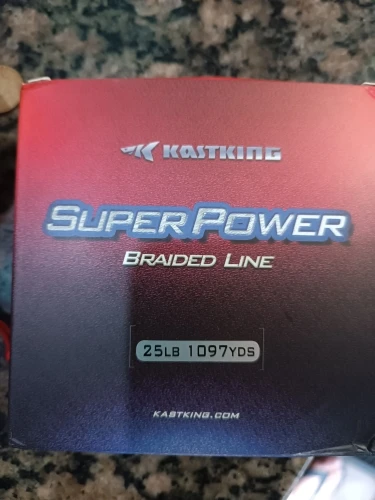 KASTKING
SUPER POWER
BRAIDED LINE
25LB 1097YDS
KASTKING.COM